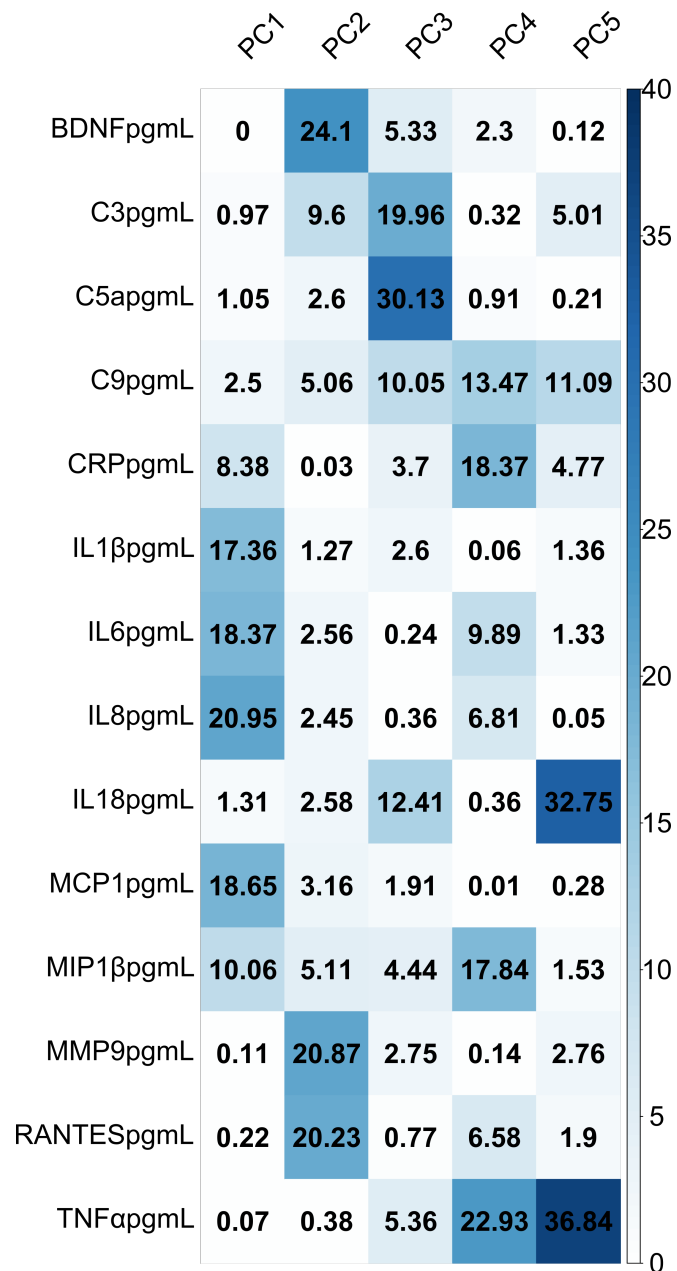 PC1 PC2 PC3 PC4 PC5
BDNFpgmL 0 24.1 5.33 2.3 0.12
C3pgmL 0.97 9.6 19.96 0.32 5.01
C5apgmL 1.05 2.6 30.13 0.91 0.21
C9pgmL 2.5 5.06 10.05 13.47 11.09
CRPpgmL 8.38 0.03 3.7 18.37 4.77
IL1βpgmL 17.36 1.27 2.6 0.06 1.36
IL6pgmL 18.37 2.56 0.24 9.89 1.33
IL8pgmL 20.95 2.45 0.36 6.81 0.05
IL18pgmL 1.31 2.58 12.41 0.36 32.75
MCP1pgmL 18.65 3.16 1.91 0.01 0.28
MIP1βpgmL 10.06 5.11 4.44 17.84 1.53
MMP9pgmL 0.11 20.87 2.75 0.14 2.76
RANTESpgmL 0.22 20.23 0.77 6.58 1.9
TNFαpgmL 0.07 0.38 5.36 22.93 36.84
40
35
30
25
20
15
10
5
0